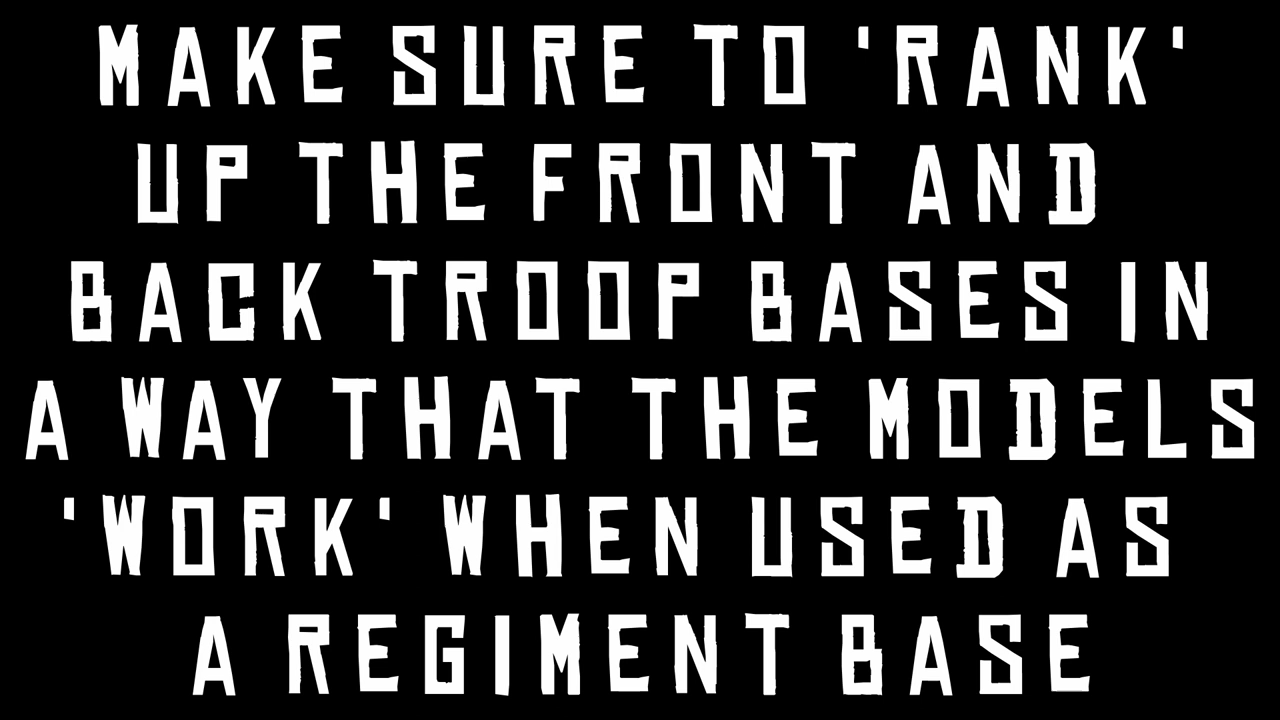 MAKE SURE TO 'RANK'
UP THE FRONT AND
BACK TROOP BASES IN
A WAY THAT THE MODELS
'WORK' WHEN USED AS
A REGIMENT BASE